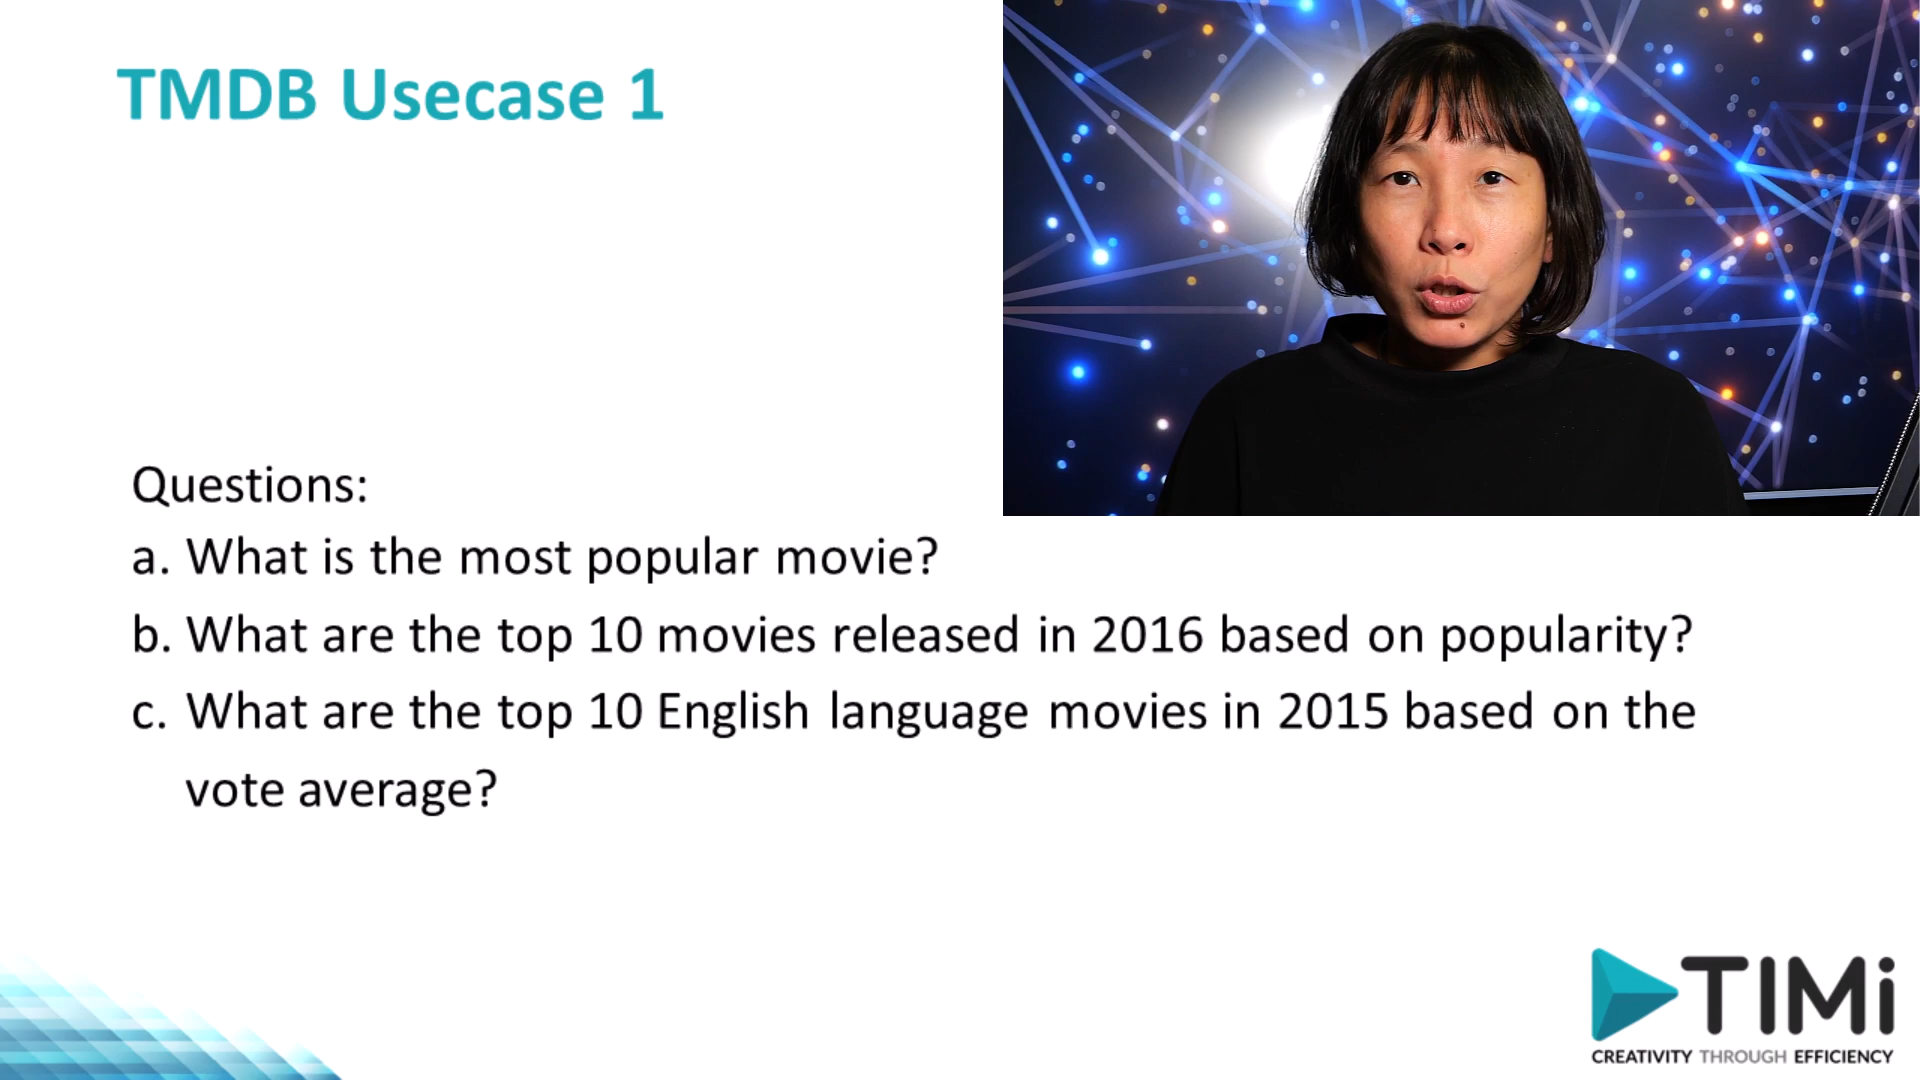 TMDB Usecase 1
Questions:
a. What is the most popular movie?
b. What are the top 10 movies released in 2016 based on popularity?
c. What are the top 10 English language movies in 2015 based on the
vote average?
TIMi
CREATIVITY THROUGH EFFICIENCY